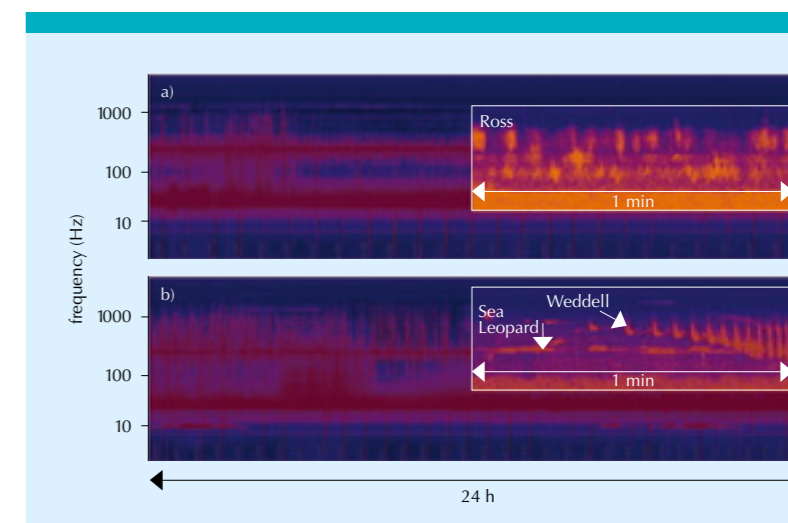 a)
1000
100
10
Ross
1 min
frequency (Hz)
b)
1000
100
10
Sea
Leopard
Weddell
1 min
24 h